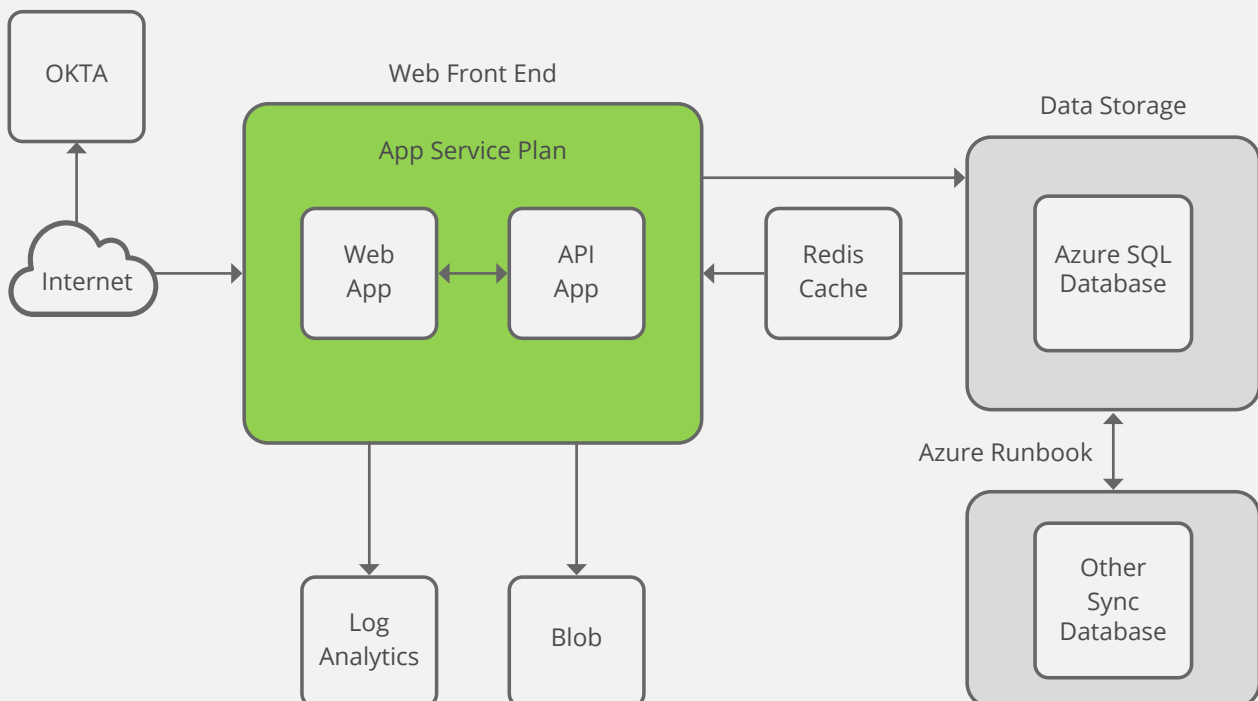 OKTA
Web Front End
Data Storage
App Service Plan
Internet
Web
App
API
App
Redis
Cache
Azure SQL
Database
Azure Runbook
Log
Analytics
Blob
Other
Sync
Database